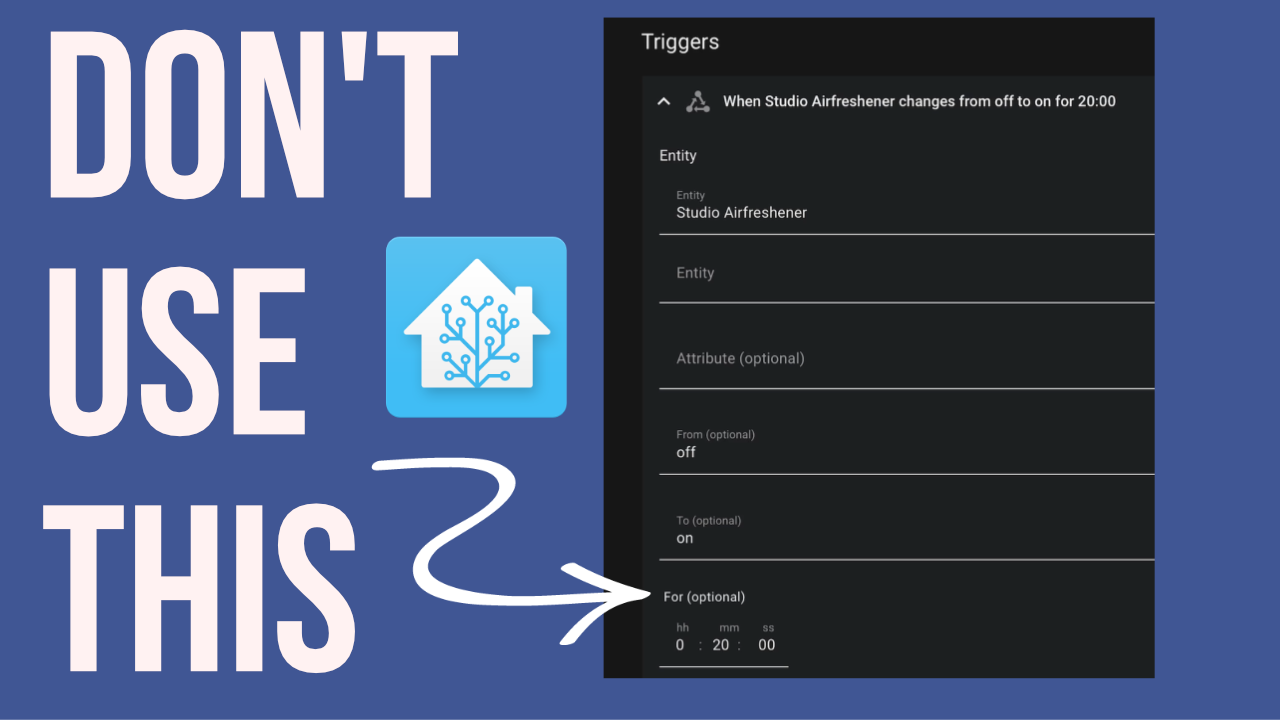 DON'T
USE
THIS
Triggers
When Studio Airfreshener changes from off to on for 20:00
Entity
Entity
Studio Airfreshener
Entity
Attribute (optional)
From (optional)
off
To (optional)
on
For (optional)
hh mm ss
0 : 20 : 00